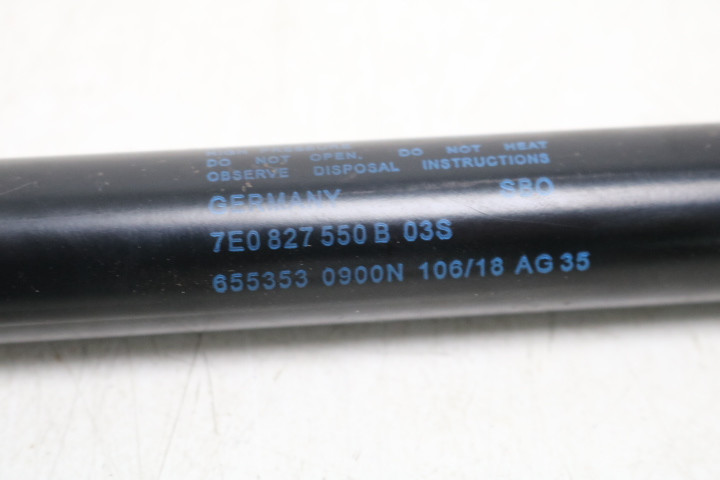 DO NOT OPEN, DO NOT HEAT
OBSERVE DISPOSAL INSTRUCTIONS
GERMANY SBO
7E0 827 550 B 03S
655353 0900N 106/18 AG 35